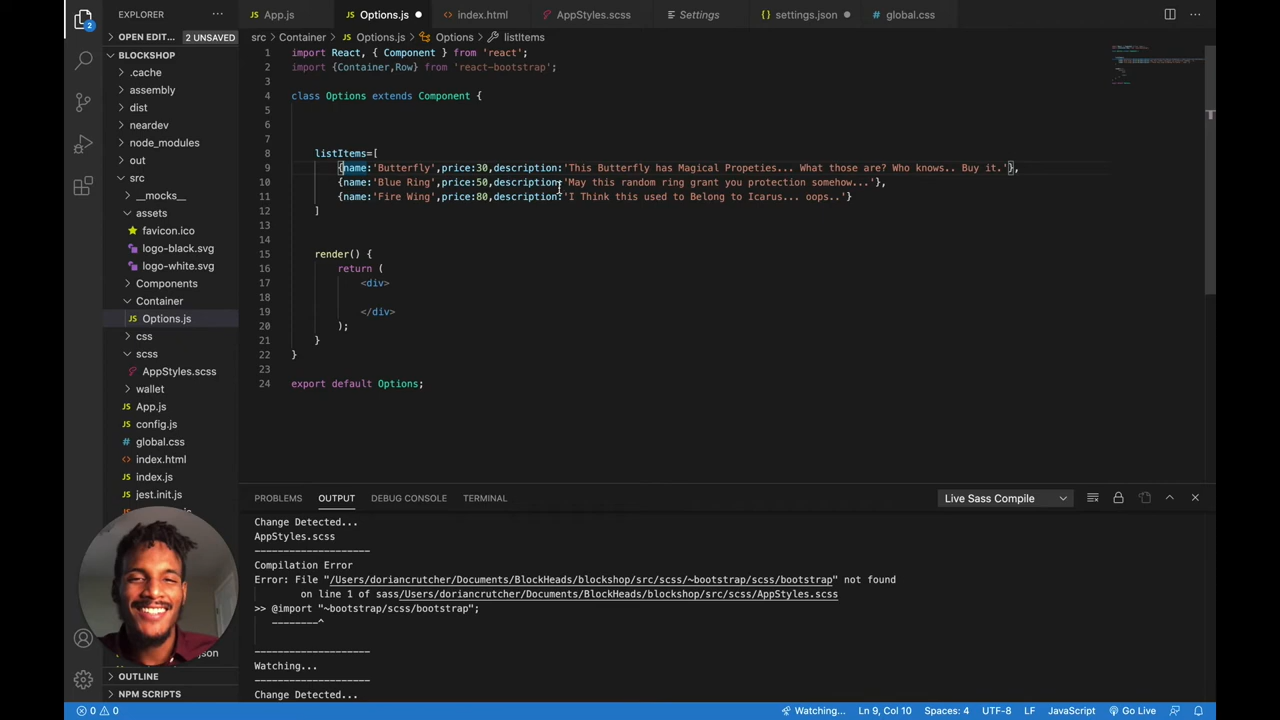 EXPLORER
App.js
Options.js
index.html
AppStyles.scss
Settings
settings.json
global.css
2
OPEN EDIT... 2 UNSAVED
src > Container > Options.js > Options > listItems
BLOCKSHOP
.cache
assembly
dist
neardev
node_modules
out
src
__mocks__
assets
favicon.ico
logo-black.svg
logo-white.svg
Components
Container
Options.js
css
scss
AppStyles.scss
wallet
App.js
config.js
global.css
index.html
index.js
jest.init.js
OUTLINE
NPM SCRIPTS
1 import React, { Component } from 'react';
2 import {Container,Row} from 'react-bootstrap';
3
4 class Options extends Component {
5
6
7
8 listItems=[
9 {name:'Butterfly',price:30,description:'This Butterfly has Magical Propeties... What those are? Who knows.. Buy it.'},
10 {name:'Blue Ring',price:50,description:'May this random ring grant you protection somehow...'},
11 {name:'Fire Wing',price:80,description:'I Think this used to Belong to Icarus... oops..'}
12 ]
13
14
15 render() {
16 return (
17 <div>
18
19 </div>
20 );
21 }
22 }
23
24 export default Options;
PROBLEMS OUTPUT DEBUG CONSOLE TERMINAL
Live Sass Compile
Change Detected...
AppStyles.scss
--------------------
Compilation Error
Error: File "/Users/doriancrutcher/Documents/BlockHeads/blockshop/src/scss/~bootstrap/scss/bootstrap" not found
on line 1 of sass/Users/doriancrutcher/Documents/BlockHeads/blockshop/src/scss/AppStyles.scss
>> @import "~bootstrap/scss/bootstrap";
--------^
--------------------
Watching...
--------------------
Change Detected...
0 0
Watching...
Ln 9, Col 10
Spaces: 4
UTF-8
LF
JavaScript
Go Live